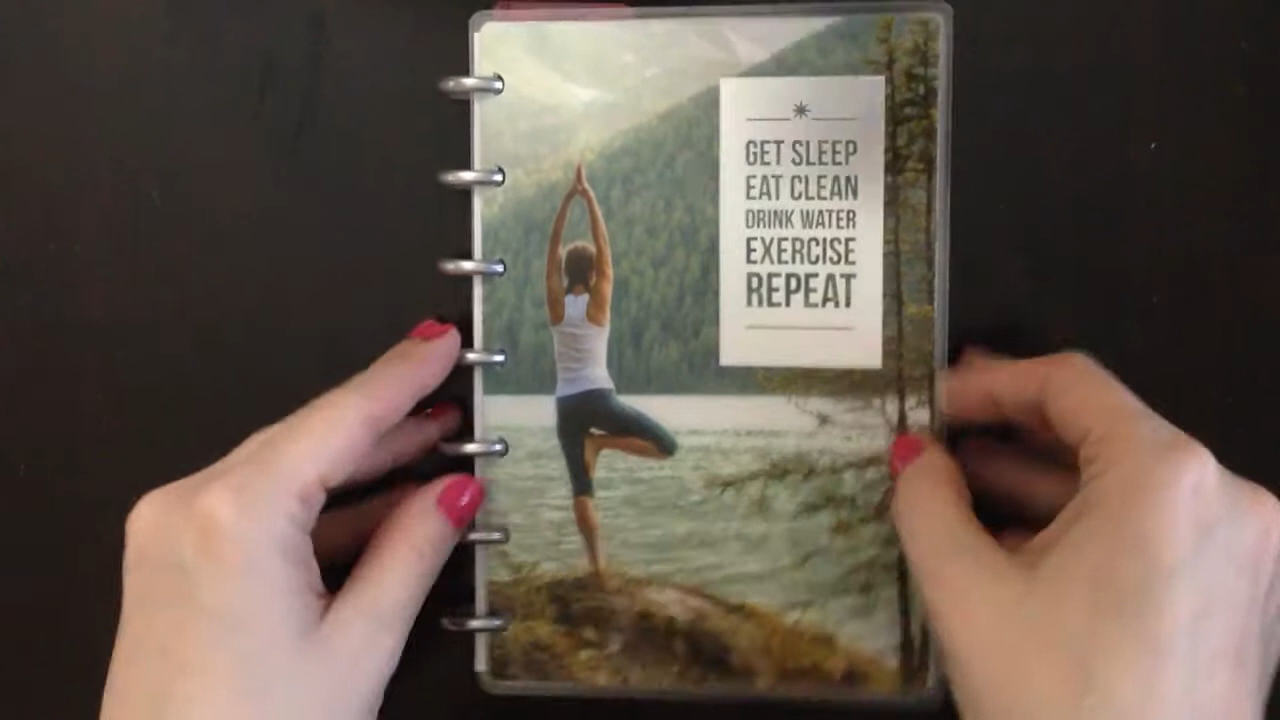 GET SLEEP
EAT CLEAN
DRINK WATER
EXERCISE
REPEAT